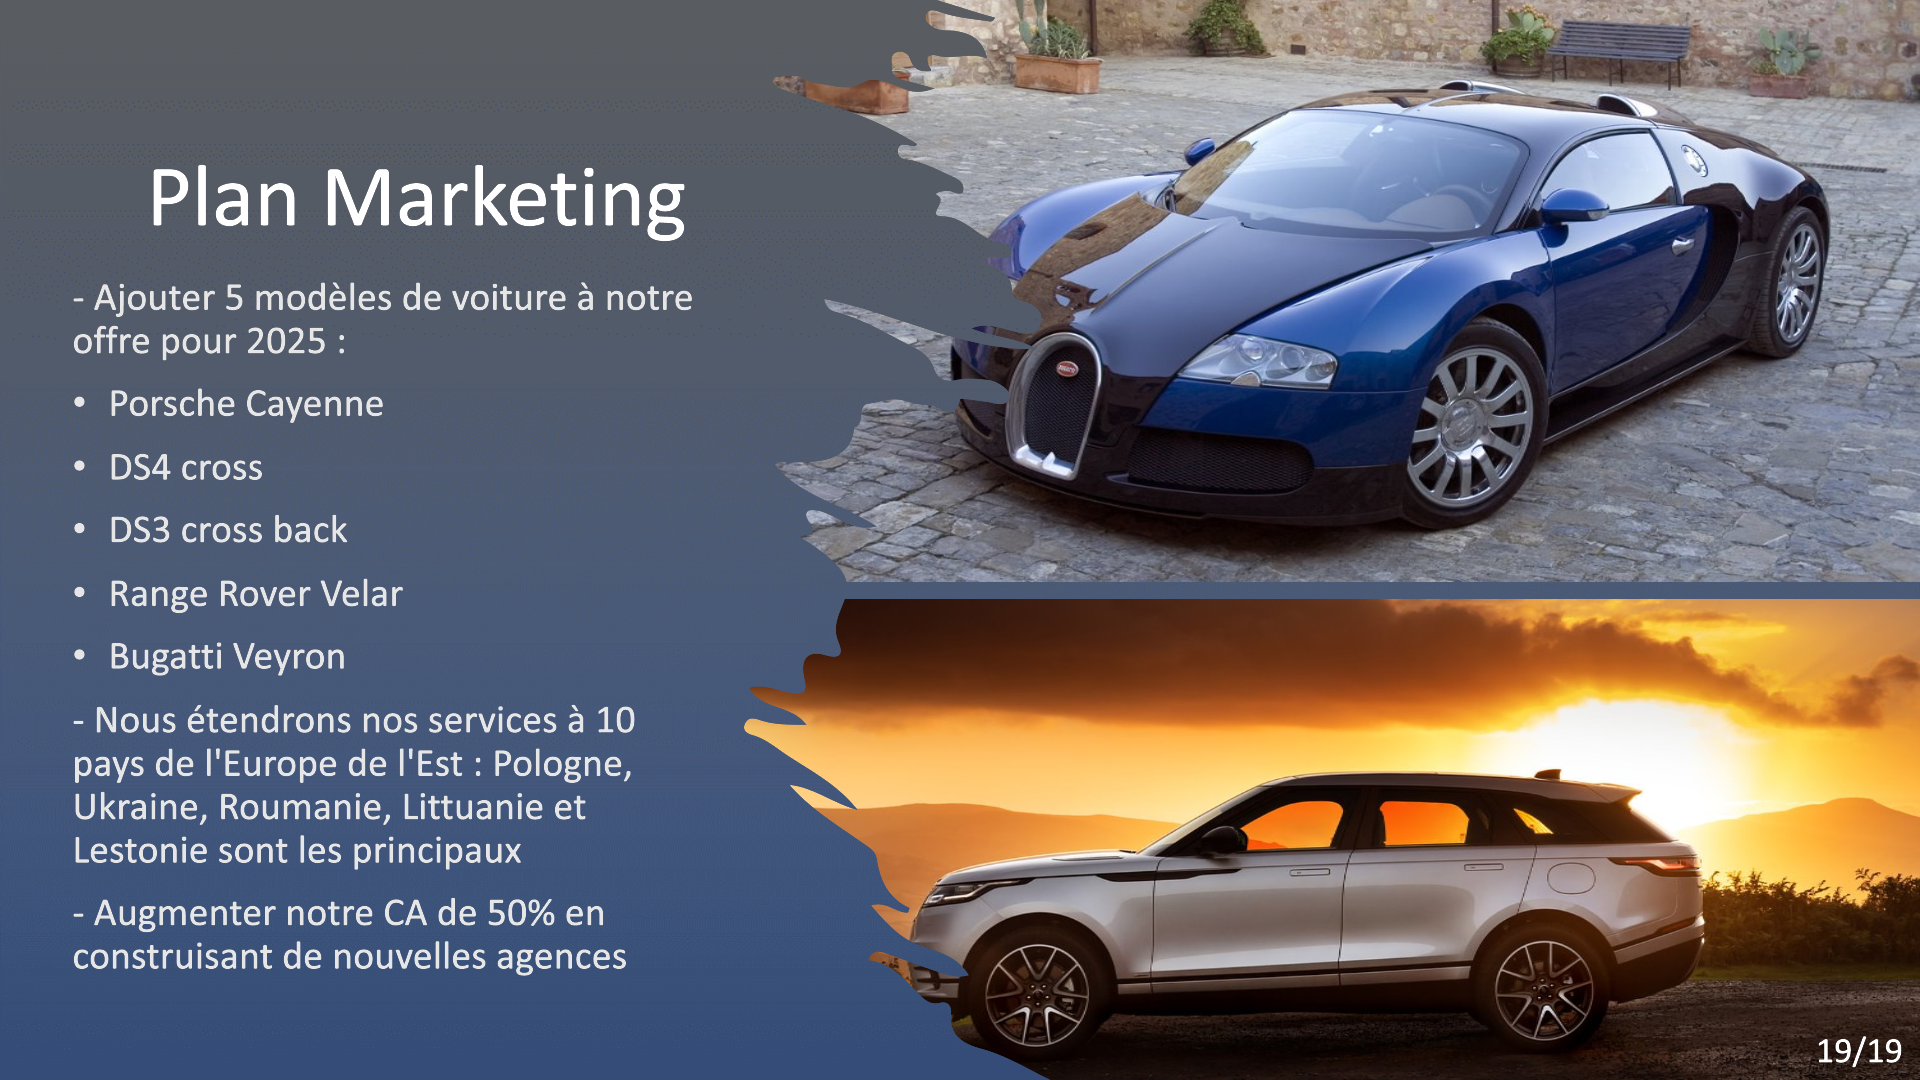 Plan Marketing
- Ajouter 5 modèles de voiture à notre
offre pour 2025 :
• Porsche Cayenne
• DS4 cross
• DS3 cross back
• Range Rover Velar
• Bugatti Veyron
- Nous étendrons nos services à 10
pays de l'Europe de l'Est : Pologne,
Ukraine, Roumanie, Littuanie et
Lestonie sont les principaux
- Augmenter notre CA de 50% en
construisant de nouvelles agences
19/19